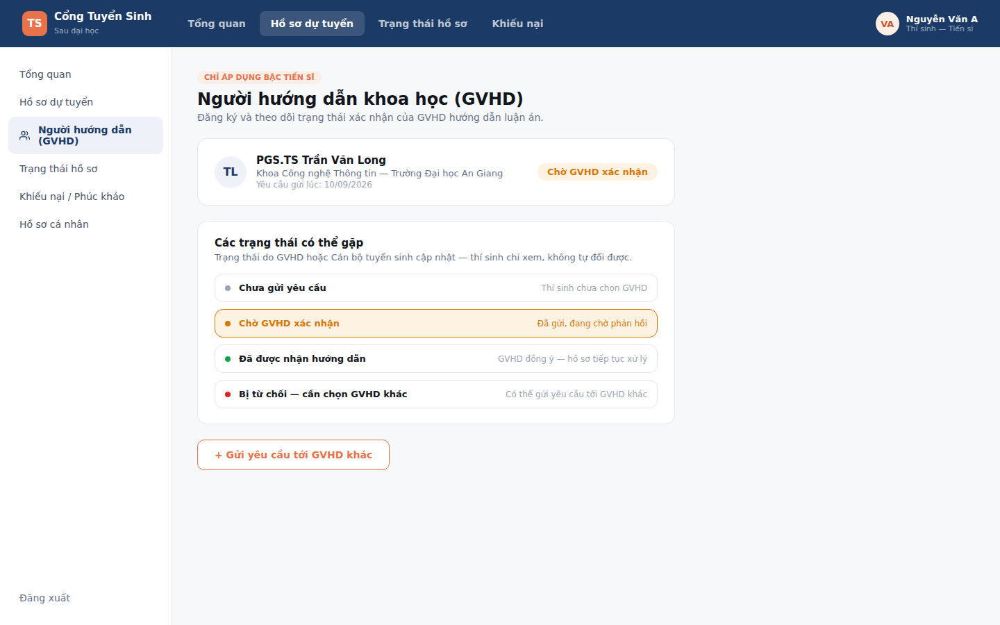 TS
Cổng Tuyển Sinh
Sau đại học
Tổng quan
Hồ sơ dự tuyển
Trạng thái hồ sơ
Khiếu nại
VA
Nguyễn Văn A
Thí sinh — Tiến sĩ
Tổng quan
Hồ sơ dự tuyển
Người hướng dẫn
(GVHD)
Trạng thái hồ sơ
Khiếu nại / Phúc khảo
Hồ sơ cá nhân
Đăng xuất
CHỈ ÁP DỤNG BẬC TIẾN SĨ
Người hướng dẫn khoa học (GVHD)
Đăng ký và theo dõi trạng thái xác nhận của GVHD hướng dẫn luận án.
TL
PGS.TS Trần Văn Long
Khoa Công nghệ Thông tin — Trường Đại học An Giang
Yêu cầu gửi lúc: 10/09/2026
Chờ GVHD xác nhận
Các trạng thái có thể gặp
Trạng thái do GVHD hoặc Cán bộ tuyển sinh cập nhật — thí sinh chỉ xem, không tự đổi được.
Chưa gửi yêu cầu
Thí sinh chưa chọn GVHD
Chờ GVHD xác nhận
Đã gửi, đang chờ phản hồi
Đã được nhận hướng dẫn
GVHD đồng ý — hồ sơ tiếp tục xử lý
Bị từ chối — cần chọn GVHD khác
Có thể gửi yêu cầu tới GVHD khác
+ Gửi yêu cầu tới GVHD khác